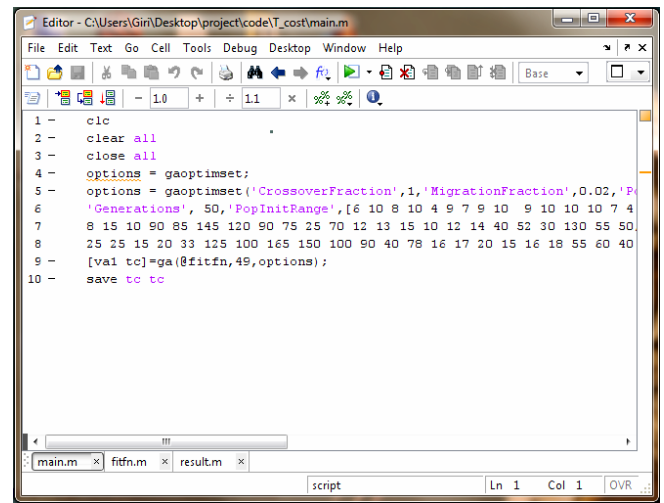 Editor - C:\Users\Giri\Desktop\project\code\T_cost\main.m
File Edit Text Go Cell Tools Debug Desktop Window Help
Base
- 1.0 + ÷ 1.1 ×
1 - clc
2 - clear all
3 - close all
4 - options = gaoptimset;
5 - options = gaoptimset('CrossoverFraction',1,'MigrationFraction',0.02,'Po
6 'Generations', 50,'PopInitRange',[6 10 8 10 4 9 7 9 10 9 10 10 10 7 4
7 8 15 10 90 85 145 120 90 75 25 70 12 13 15 10 12 14 40 52 30 130 55 50
8 25 25 15 20 33 125 100 165 150 100 90 40 78 16 17 20 15 16 18 55 60 40
9 - [va1 tc]=ga(@fitfn,49,options);
10 - save tc tc
main.m × fitfn.m × result.m ×
script Ln 1 Col 1 OVR